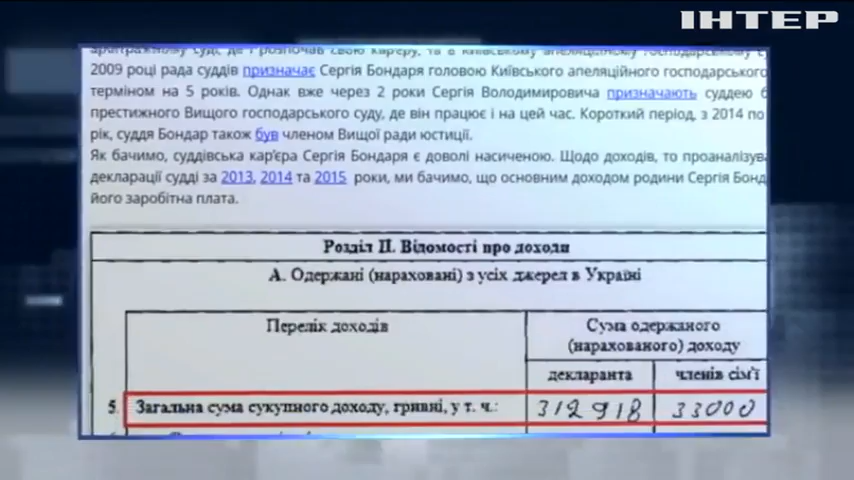 ІНТЕР
2009 році рада суддів призначає Сергія Бондаря головою Київського апеляційного господарського
терміном на 5 років. Однак вже через 2 роки Сергія Володимировича призначають суддею
престижного Вищого господарського суду, де він працює і на цей час. Короткий період, з 2014 по
рік, суддя Бондар також був членом Вищої ради юстиції.
Як бачимо, суддівська кар'єра Сергія Бондаря є доволі насиченою. Щодо доходів, то
декларації судді за 2013, 2014 та 2015 роки, ми бачимо, що основним доходом родини Сергія
його заробітна плата.
Розділ II. Відомості про доходи
А. Одержані (нараховані) з усіх джерел в Україні
Перелік доходів
Сума одержаного
(нарахованого) доходу
декларанта членів сім'ї
5. Загальна сума сукупного доходу, гривні, у т. ч.: 312918 33000